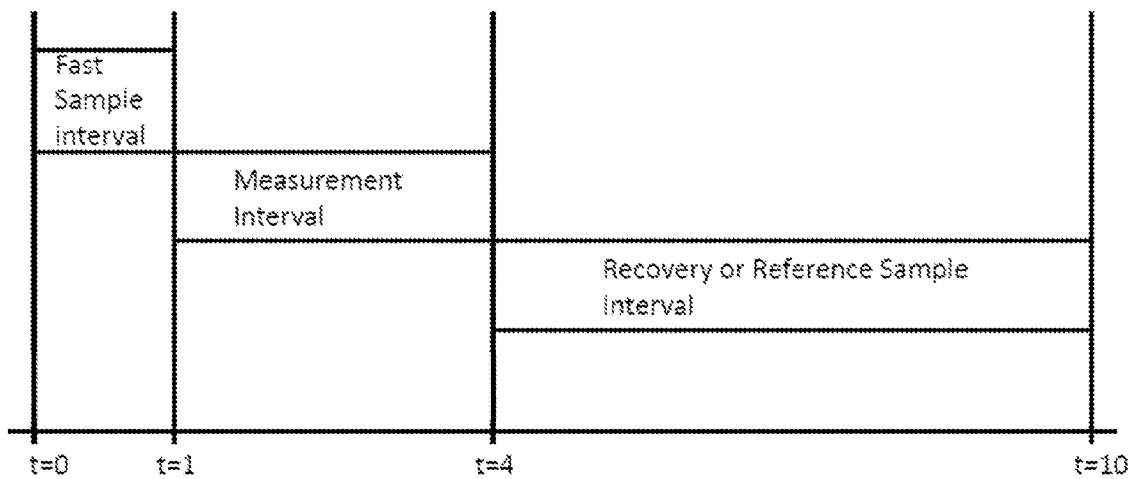 Fast
Sample
interval
Measurement
Interval
Recovery or Reference Sample
Interval
t=0
t=1
t=4
t=10